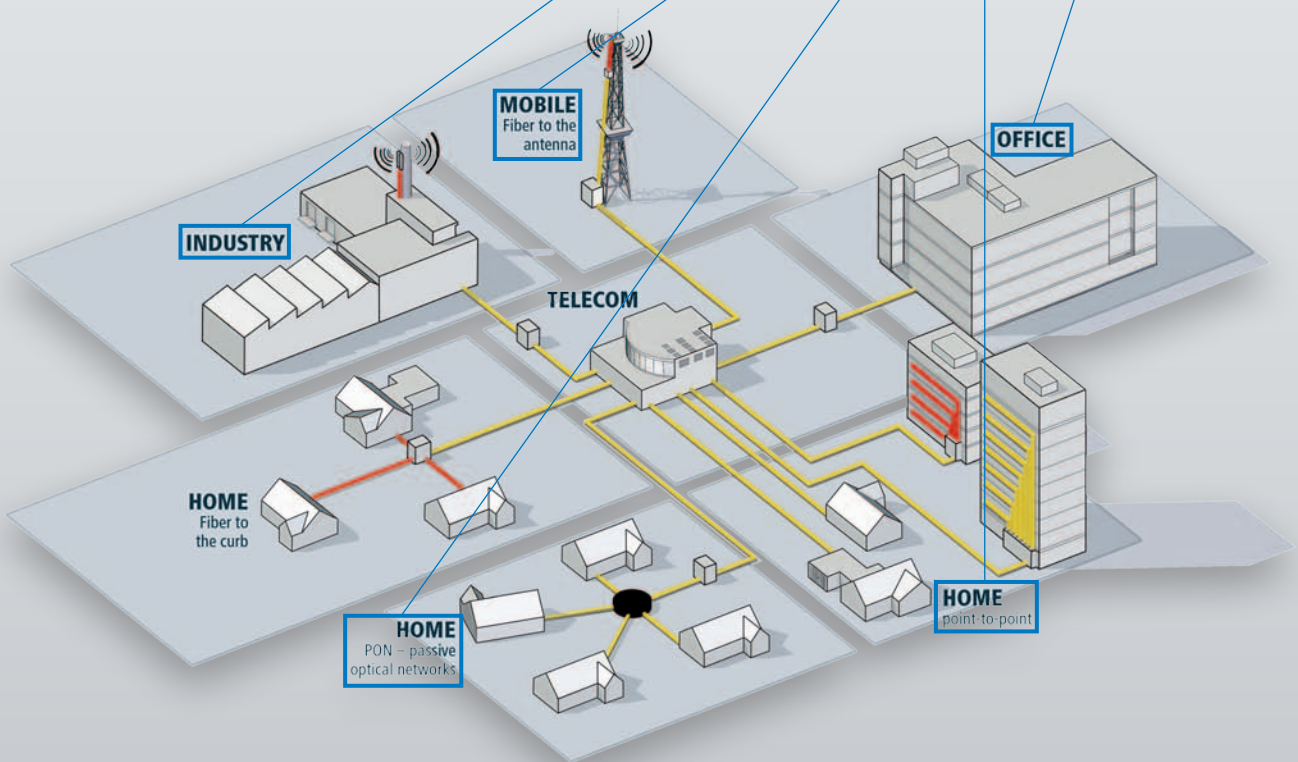 MOBILE
Fiber to the
antenna
OFFICE
INDUSTRY
TELECOM
HOME
Fiber to
the curb
HOME
point-to-point
HOME
PON – passive
optical networks